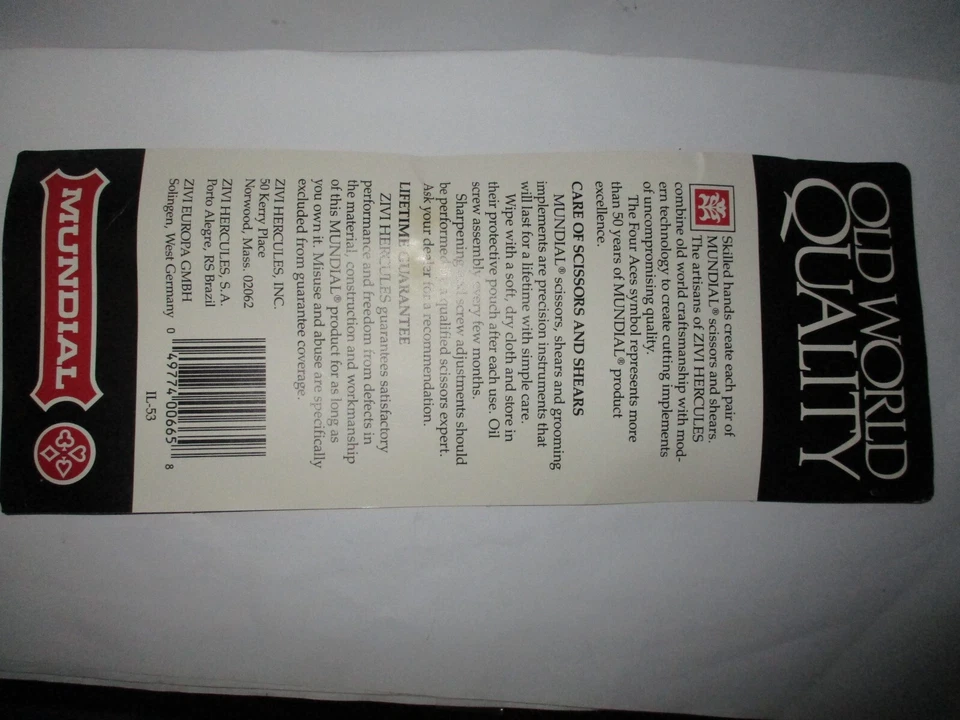 OLD WORLD
QUALITY
Skilled hands create each pair of
MUNDIAL® scissors and shears.
The artisans of ZIVI HERCULES
combine old world craftsmanship with mod-
ern technology to create cutting implements
of uncompromising quality.
The Four Aces symbol represents more
than 50 years of MUNDIAL® product
excellence.
CARE OF SCISSORS AND SHEARS
MUNDIAL® scissors, shears and grooming
implements are precision instruments that
will last for a lifetime with simple care.
Wipe with a soft, dry cloth and store in
their protective pouch after each use. Oil
screw assembly every few months.
Sharpening screw adjustments should
be performed a qualified scissors expert.
Ask your dealer for a recommendation.
LIFETIME GUARANTEE
ZIVI HERCULES guarantees satisfactory
performance and freedom from defects in
the material, construction and workmanship
of this MUNDIAL® product for as long as
you own it. Misuse and abuse are specifically
excluded from guarantee coverage.
ZIVI HERCULES, INC.
50 Kerry Place
Norwood, Mass. 02062
ZIVI HERCULES, S.A.
Porto Alegre, RS Brazil
ZIVI EUROPA GMBH
Solingen, West Germany
0 49774 00665 8
IL-53
MUNDIAL